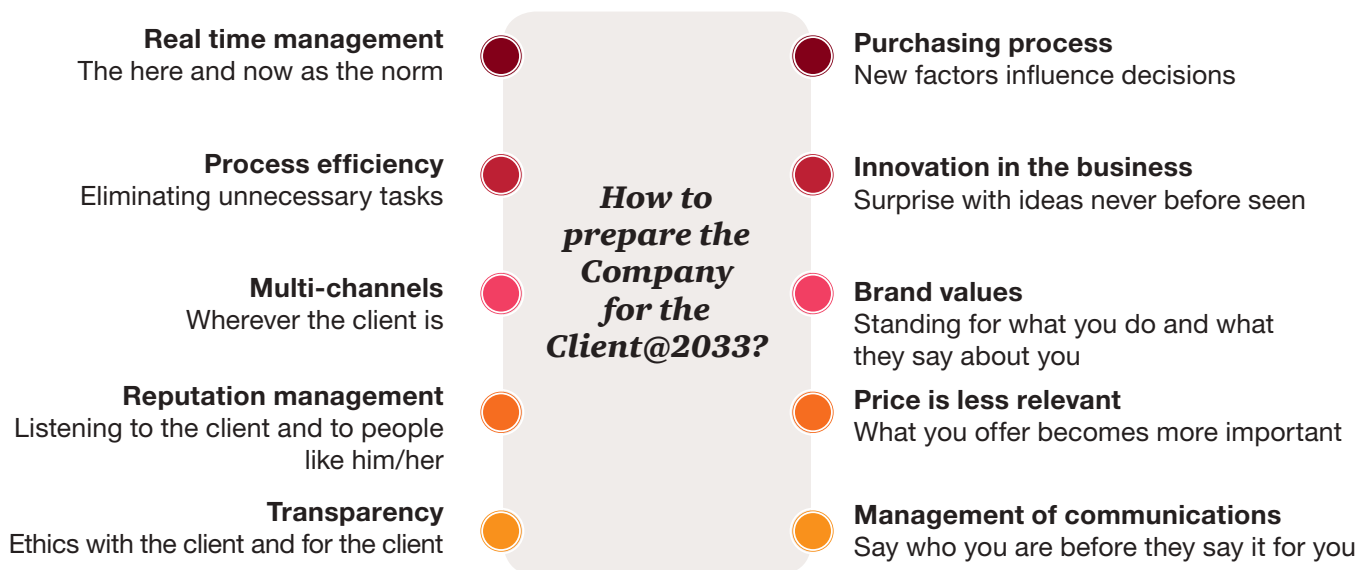 Real time management
The here and now as the norm
Process efficiency
Eliminating unnecessary tasks
Multi-channels
Wherever the client is
Reputation management
Listening to the client and to people
like him/her
Transparency
Ethics with the client and for the client
How to
prepare the
Company
for the
Client@2033?
Purchasing process
New factors influence decisions
Innovation in the business
Surprise with ideas never before seen
Brand values
Standing for what you do and what
they say about you
Price is less relevant
What you offer becomes more important
Management of communications
Say who you are before they say it for you